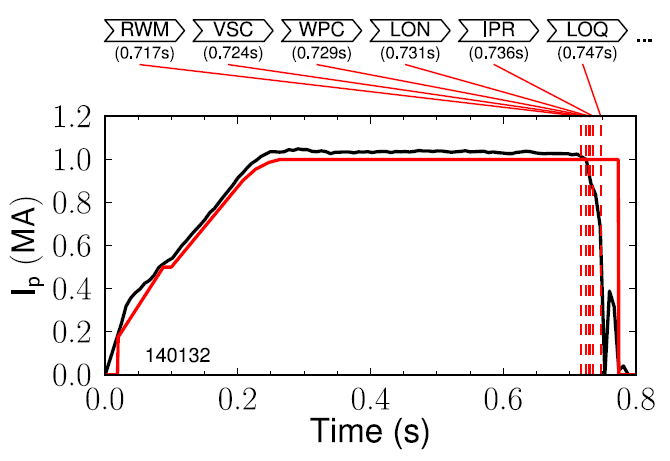 RWM VSC WPC LON IPR LOQ ...
(0.717s) (0.724s) (0.729s) (0.731s) (0.736s) (0.747s)
1.2
1.0
0.8
0.6
0.4
0.2
0.0
Ip (MA)
140132
0.0 0.2 0.4 0.6 0.8
Time (s)